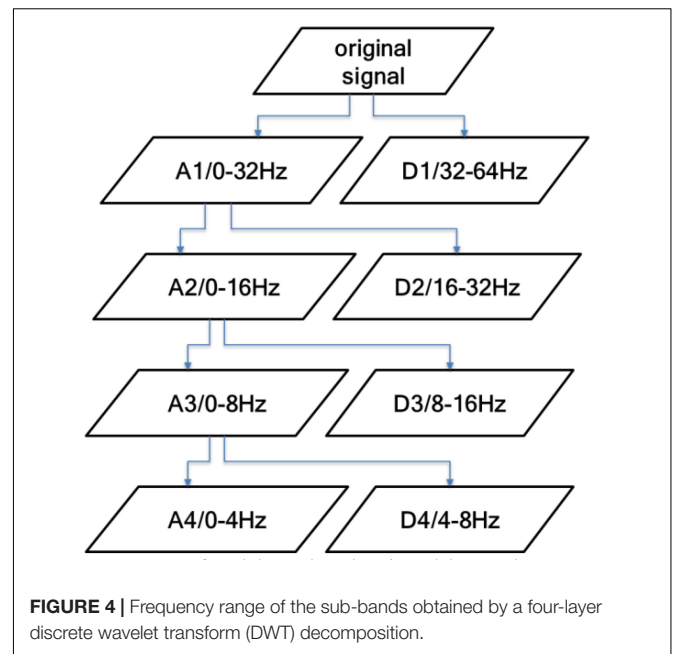 original
signal
A1/0-32Hz
D1/32-64Hz
A2/0-16Hz
D2/16-32Hz
A3/0-8Hz
D3/8-16Hz
A4/0-4Hz
D4/4-8Hz
FIGURE 4 | Frequency range of the sub-bands obtained by a four-layer
discrete wavelet transform (DWT) decomposition.